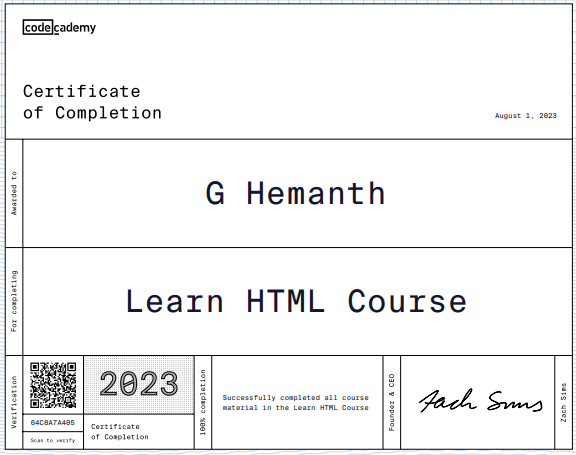 codecademy
Certificate
of Completion
August 1, 2023
Awarded to
G Hemanth
For completing
Learn HTML Course
Verification
64C8A7A405
Scan to verify
2023
Certificate
of Completion
100% completion
Successfully completed all course
material in the Learn HTML Course
Founder & CEO
Zach Sims
Zach Sims